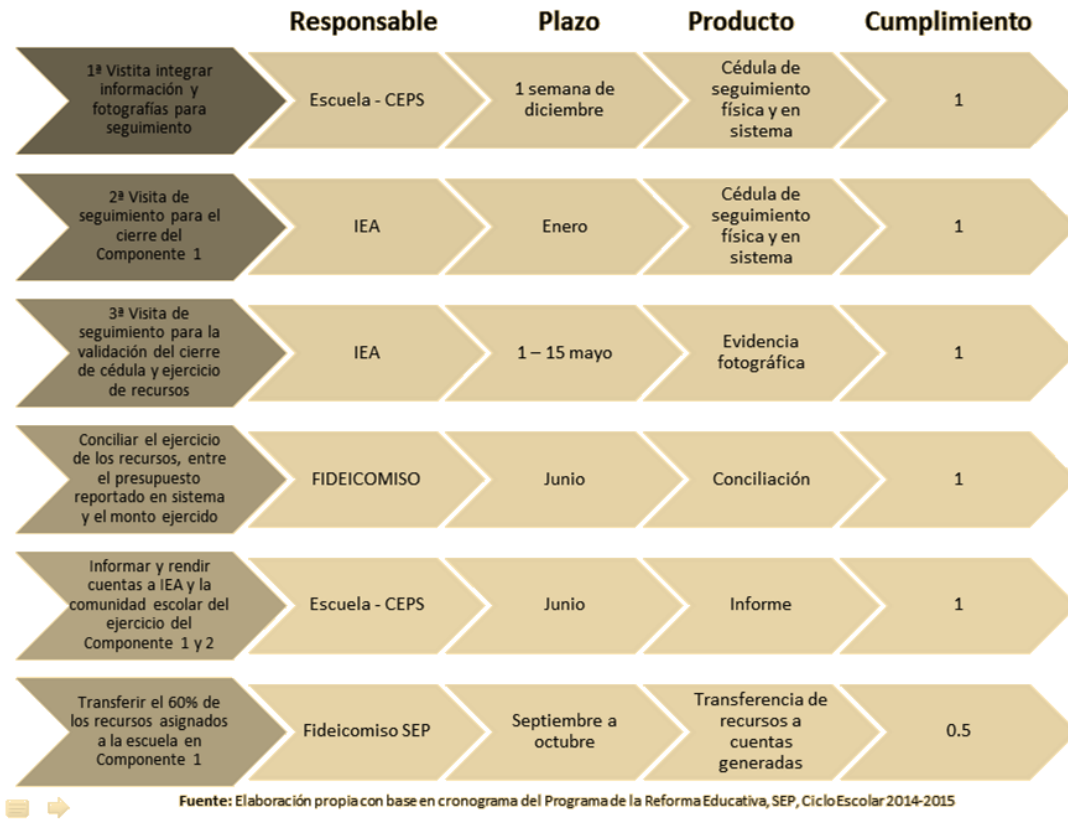 Responsable Plazo Producto Cumplimiento
1ª Vistita integrar
información y
fotografías para
seguimiento
Escuela - CEPS
1 semana de
diciembre
Cédula de
seguimiento
física y en
sistema
1
2ª Visita de
seguimiento para el
cierre del
Componente 1
IEA
Enero
Cédula de
seguimiento
física y en
sistema
1
3ª Visita de
seguimiento para la
validación del cierre
de cédula y ejercicio
de recursos
IEA
1 – 15 mayo
Evidencia
fotográfica
1
Conciliar el ejercicio
de los recursos, entre
el presupuesto
reportado en sistema
y el monto ejercido
FIDEICOMISO
Junio
Conciliación
1
Informar y rendir
cuentas a IEA y la
comunidad escolar del
ejercicio del
Componente 1 y 2
Escuela - CEPS
Junio
Informe
1
Transferir el 60% de
los recursos asignados
a la escuela en
Componente 1
Fideicomiso SEP
Septiembre a
octubre
Transferencia de
recursos a
cuentas
generadas
0.5
Fuente: Elaboración propia con base en cronograma del Programa de la Reforma Educativa, SEP, Ciclo Escolar 2014-2015